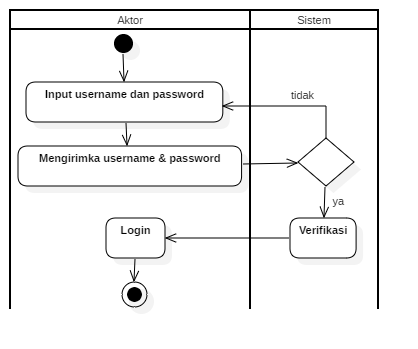 Aktor
Sistem
Input username dan password
tidak
Mengirimka username & password
ya
Login
Verifikasi